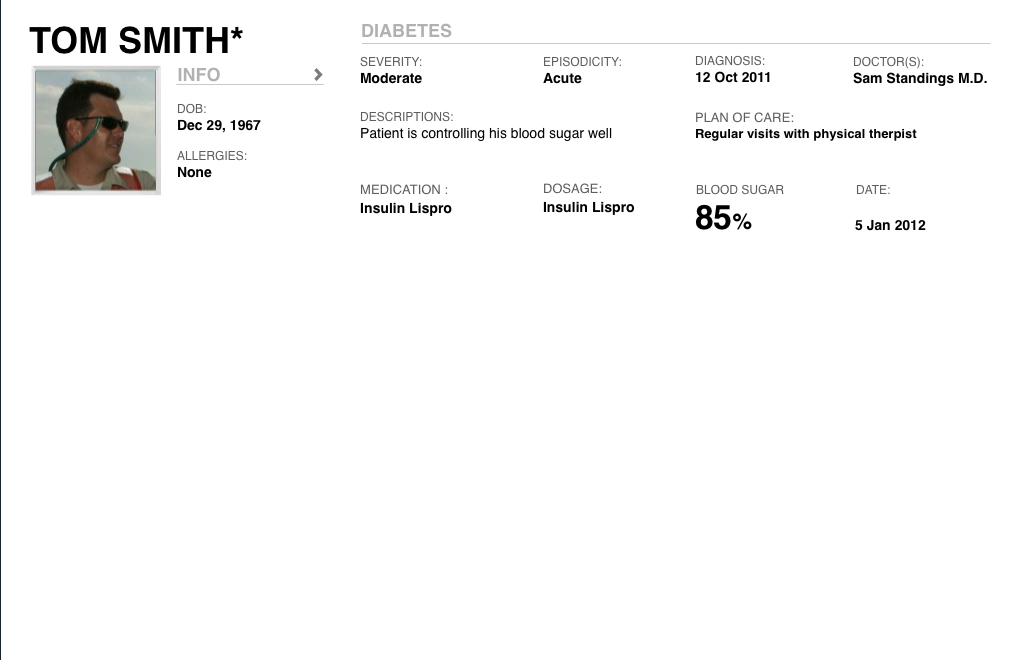 TOM SMITH*
INFO
DOB:
Dec 29, 1967
ALLERGIES:
None
DIABETES
SEVERITY:
Moderate
EPISODICITY:
Acute
DIAGNOSIS:
12 Oct 2011
DOCTOR(S):
Sam Standings M.D.
DESCRIPTIONS:
Patient is controlling his blood sugar well
PLAN OF CARE:
Regular visits with physical therpist
MEDICATION :
Insulin Lispro
DOSAGE:
Insulin Lispro
BLOOD SUGAR
85%
DATE:
5 Jan 2012